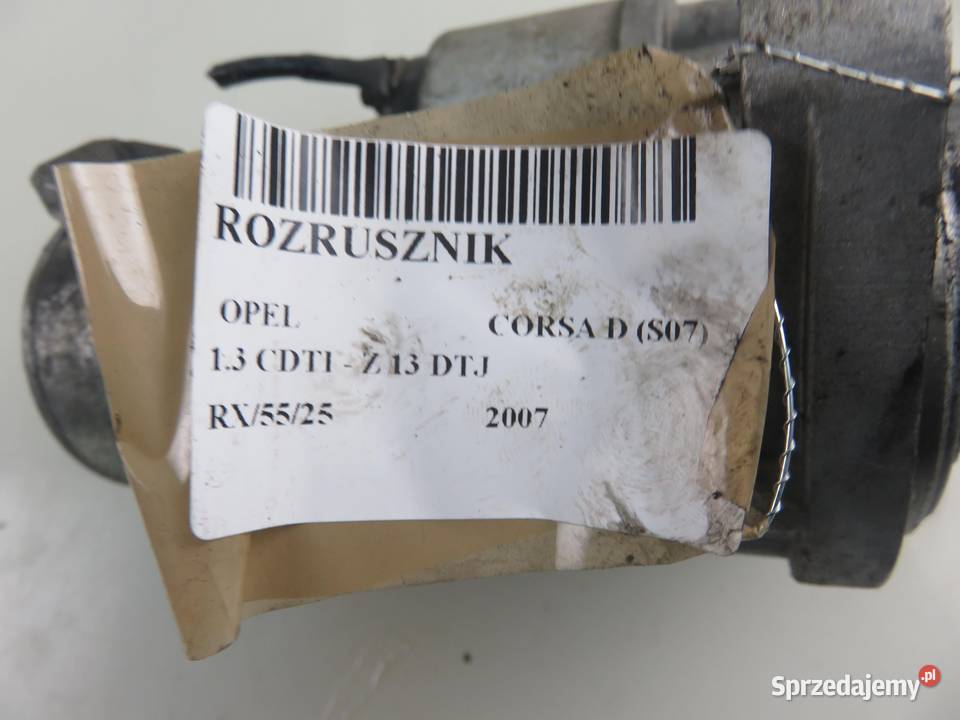 ROZRUSZNIK
OPEL CORSA D (S07)
1.3 CDTI - Z 13 DTJ
RX/55/25 2007
Sprzedajemy.pl